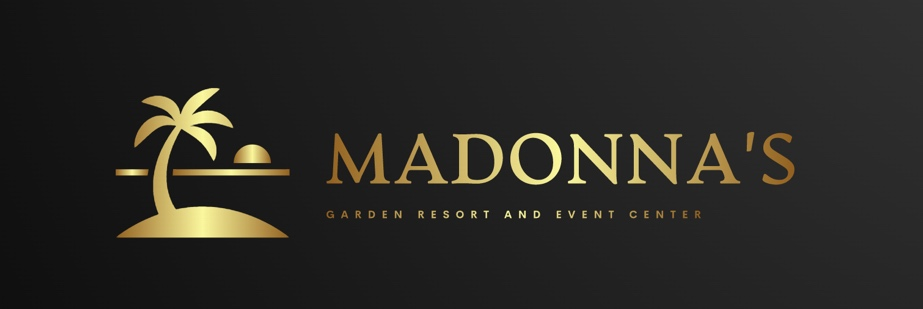 MADONNA'S
GARDEN RESORT AND EVENT CENTER